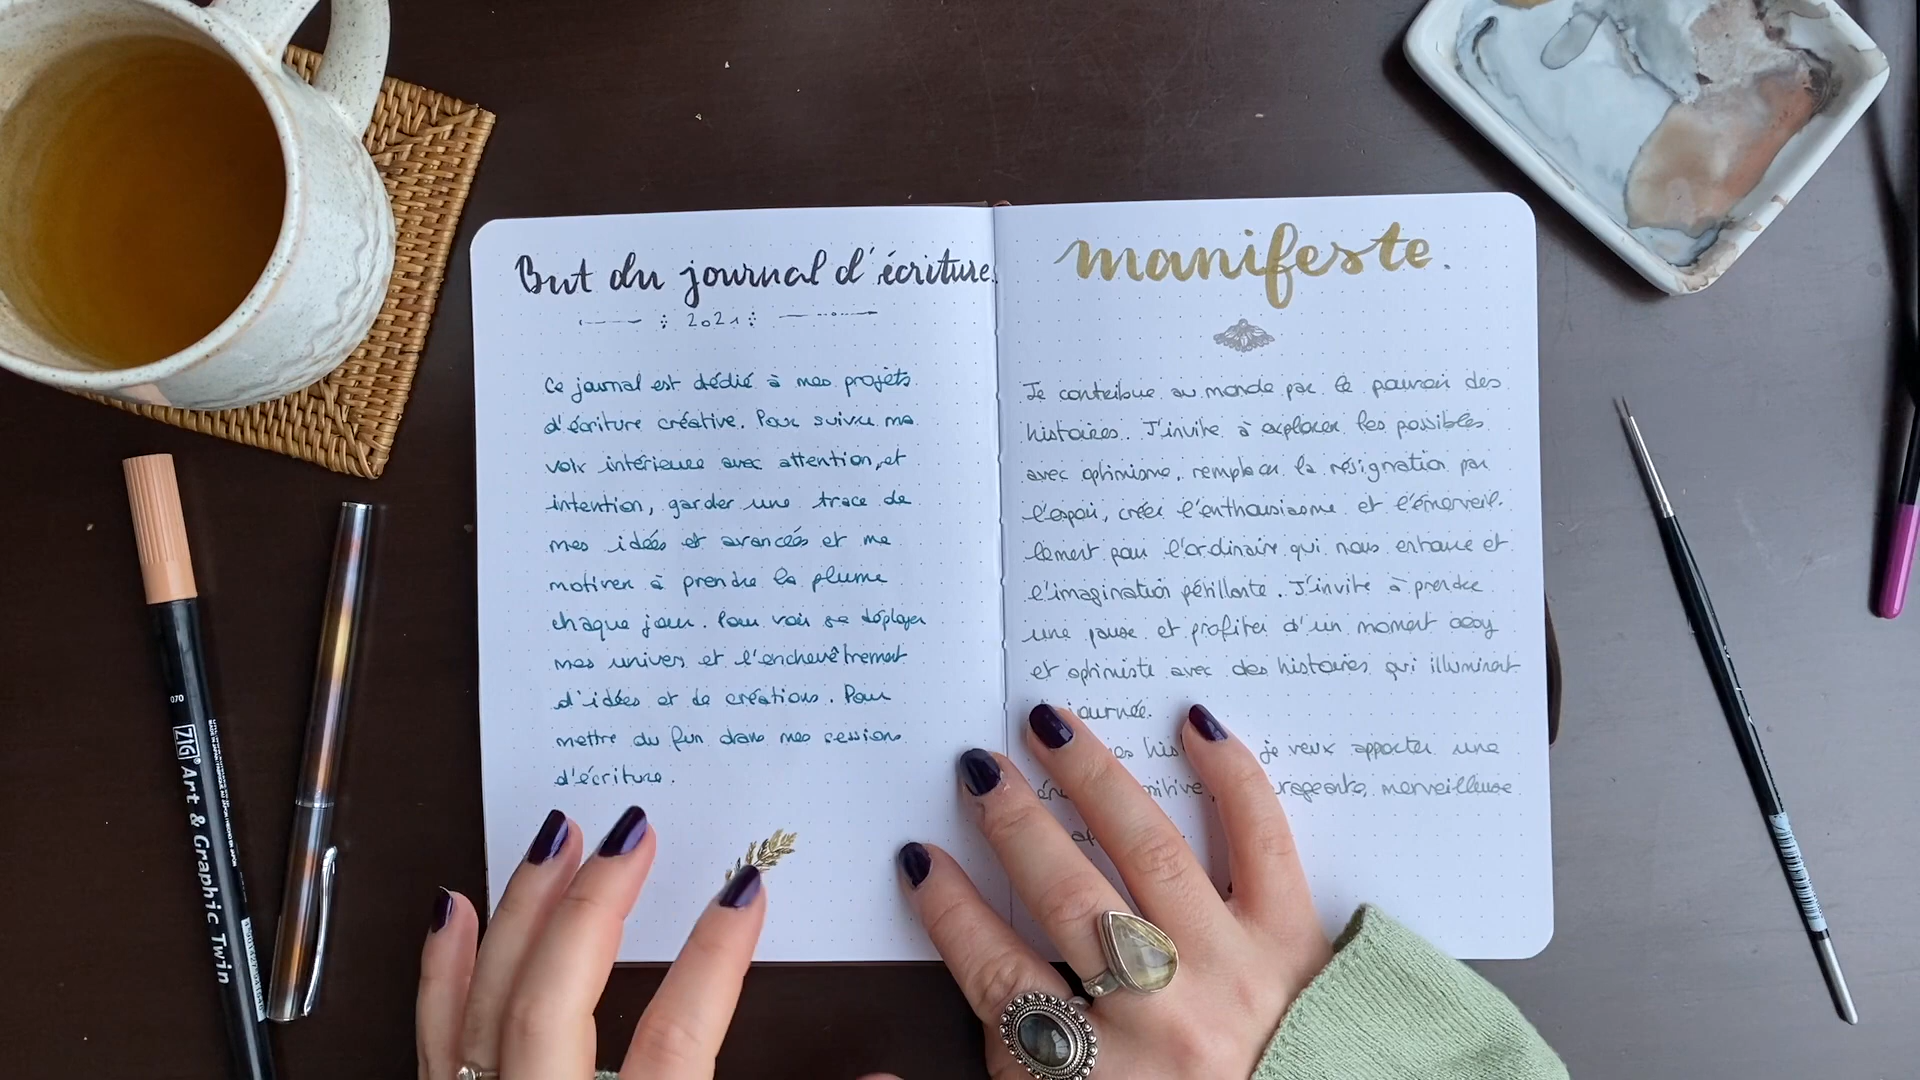 But du journal d'écriture.
2021
Ce journal est dédié à mes projets
d'écriture créative. Pour suivre ma
voix intérieure avec attention, et
intention, garder une trace de
mes idées et avancées et me
motiver à prendre la plume
chaque jour. Pour voir se déployer
mes univers et l'enchevêtrement
d'idées et de créations. Pour
mettre du fun dans mes sessions
d'écriture.
manifeste.
Je contribue au monde par le pouvoir des
histoires. J'invite à explorer les possibles
avec optimisme, remplacer la résignation par
l'espoir, créer l'enthousiasme et l'émerveil-
lement pour l'ordinaire qui nous entoure et
l'imagination pétillante. J'invite à prendre
une pause et profiter d'un moment cosy
et optimiste avec des histoires qui illuminent
journée.
je veux apporter une
merveilleuse
070
ZIG Art & Graphic Twin